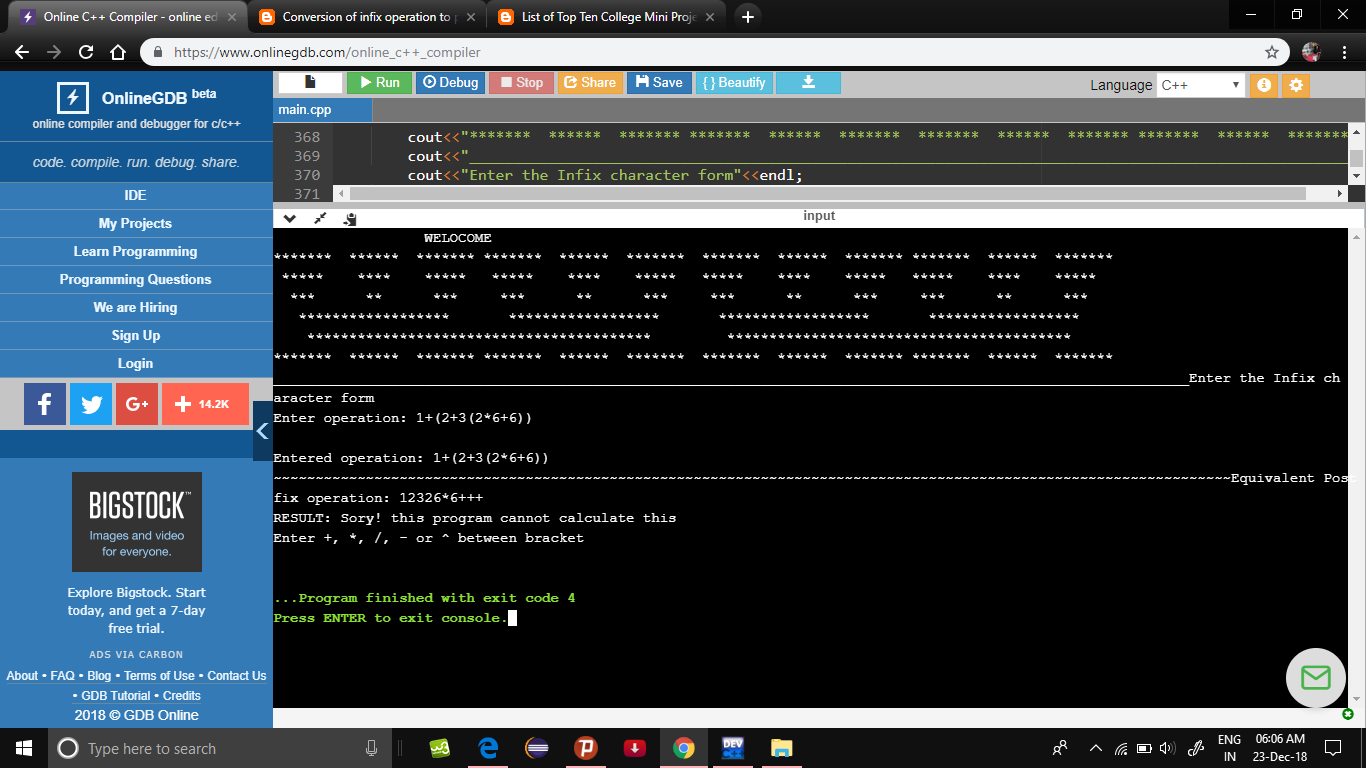 Online C++ Compiler - online ed
Conversion of infix operation to p
List of Top Ten College Mini Proje
https://www.onlinegdb.com/online_c++_compiler
OnlineGDB beta
online compiler and debugger for c/c++
code. compile. run. debug. share.
IDE
My Projects
Learn Programming
Programming Questions
We are Hiring
Sign Up
Login
14.2K
BIGSTOCK™
Images and video
for everyone.
Explore Bigstock. Start
today, and get a 7-day
free trial.
ADS VIA CARBON
About • FAQ • Blog • Terms of Use • Contact Us
• GDB Tutorial • Credits
2018 © GDB Online
Run Debug Stop Share Save { } Beautify
Language C++
main.cpp
368 cout<<"*******  ******  ******* *******  ******  *******  *******  ******  ******* *******  ******  *******
369 cout<<"_______________
370 cout<<"Enter the Infix character form"<<endl;
371
input
WELOCOME
*******  ******  ******* *******  ******  *******  *******  ******  ******* *******  ******  *******
*****    ****    *****   *****    ****    *****    *****    ****    *****   *****    ****    *****
***      **      ***     ***      **      ***      ***      **      ***     ***      **      ***
******************       ******************       ******************       ******************
*****************************************         *****************************************
*******  ******  ******* *******  ******  *******  *******  ******  ******* *******  ******  *******
_______________Enter the Infix ch
aracter form
Enter operation: 1+(2+3(2*6+6))
Entered operation: 1+(2+3(2*6+6))
~~~~~~~~~~~~~~~Equivalent Post
fix operation: 12326*6+++
RESULT: Sory! this program cannot calculate this
Enter +, *, /, - or ^ between bracket
...Program finished with exit code 4
Press ENTER to exit console.
Type here to search
DEV
ENG
IN
06:06 AM
23-Dec-18